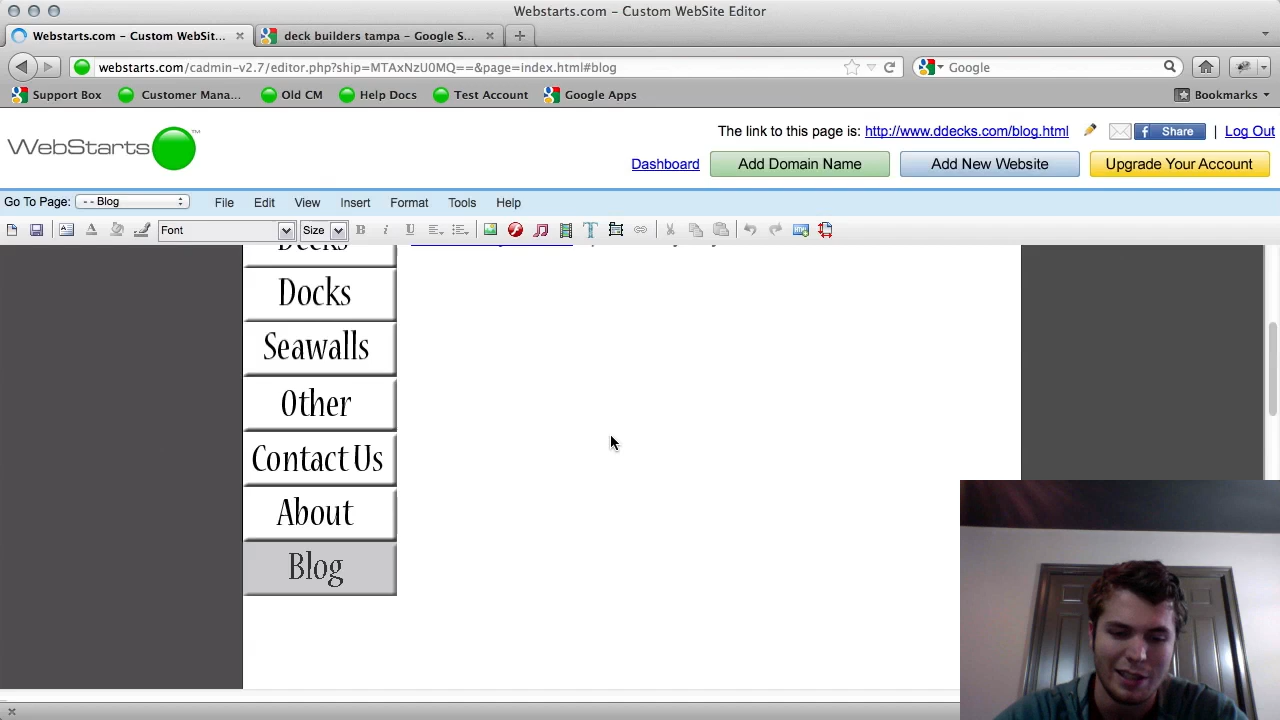 Webstarts.com – Custom WebSite Editor
Webstarts.com – Custom WebSit...
deck builders tampa – Google S...
webstarts.com/cadmin-v2.7/editor.php?ship=MTAxNzU0MQ==&page=index.html#blog
Google
Support Box
Customer Mana...
Old CM
Help Docs
Test Account
Google Apps
Bookmarks
WebStarts™
The link to this page is: http://www.ddecks.com/blog.html
f Share
| Log Out
Dashboard
Add Domain Name
Add New Website
Upgrade Your Account
Go To Page:
- - Blog
File
Edit
View
Insert
Format
Tools
Help
Font
Size
B
i
U
Decks
Docks
Seawalls
Other
Contact Us
About
Blog